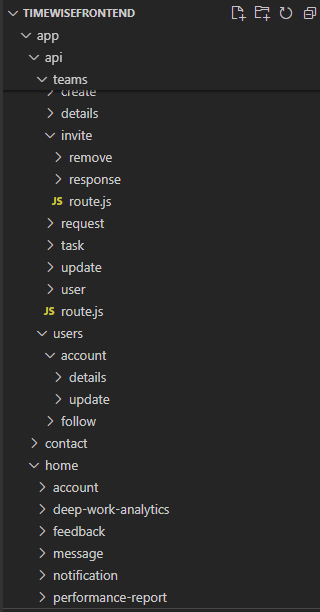 TIMEWISEFRONTEND
app
api
teams
create
details
invite
remove
response
JS route.js
request
task
update
user
JS route.js
users
account
details
update
follow
contact
home
account
deep-work-analytics
feedback
message
notification
performance-report